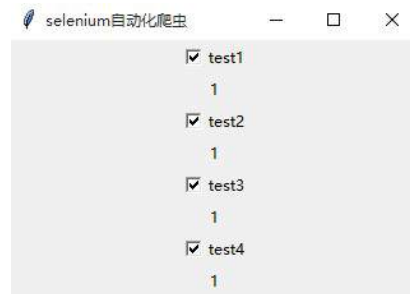 selenium自动化爬虫
test1
1
test2
1
test3
1
test4
1